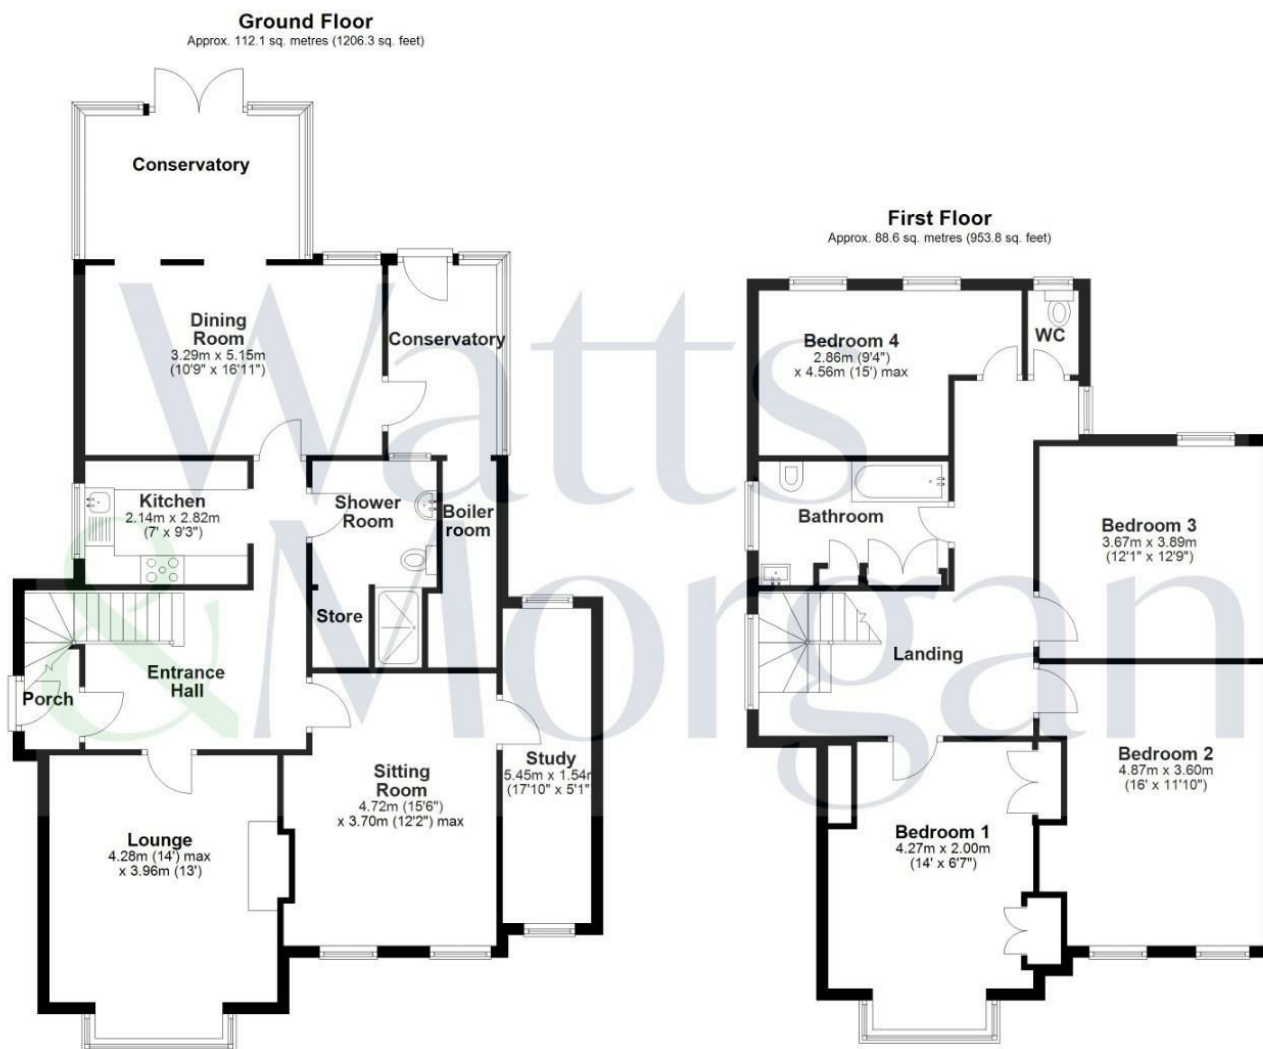 Ground Floor
Approx. 112.1 sq. metres (1206.3 sq. feet)
Conservatory
Dining
Room
3.29m x 5.15m
(10'9" x 16'11")
Conservatory
Kitchen
2.14m x 2.82m
(7' x 9'3")
Shower
Room
Boiler
room
Store
Entrance
Hall
Porch
Lounge
4.28m (14') max
x 3.96m (13')
Sitting
Room
4.72m (15'6")
x 3.70m (12'2") max
Study
5.45m x 1.54m
(17'10" x 5'1"
First Floor
Approx. 88.6 sq. metres (953.8 sq. feet)
Bedroom 4
2.86m (9'4")
x 4.56m (15') max
WC
Bathroom
Bedroom 3
3.67m x 3.89m
(12'1" x 12'9")
Landing
Bedroom 2
4.87m x 3.60m
(16' x 11'10")
Bedroom 1
4.27m x 2.00m
(14' x 6'7")
Watts
& Morgan